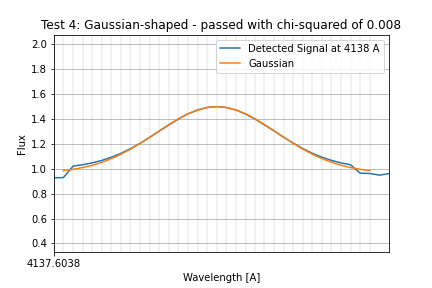 Test 4: Gaussian-shaped - passed with chi-squared of 0.008
Detected Signal at 4138 A
Gaussian
2.0
1.8
1.6
1.4
1.2
1.0
0.8
0.6
0.4
Flux
4137.6038
Wavelength [A]